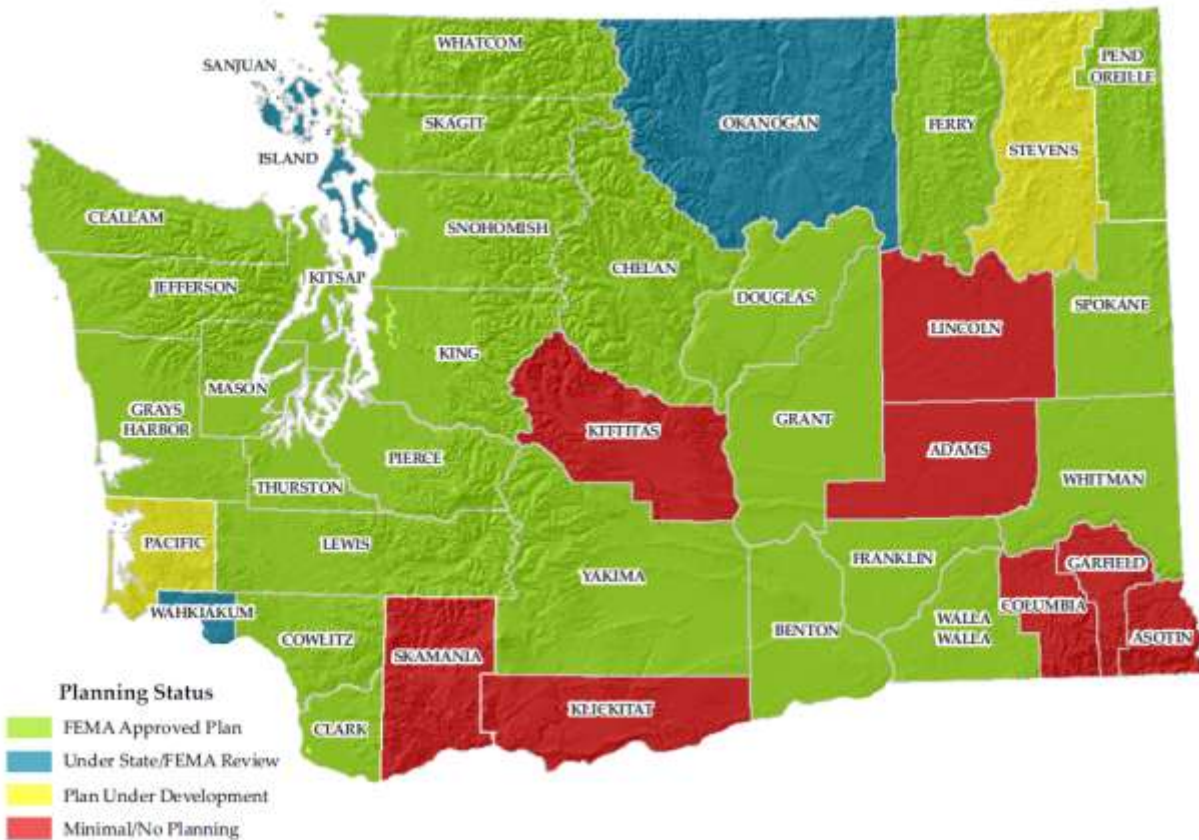 WHATCOM
SANJUAN
PEND
OREILLE
SKAGIT
OKANOGAN
FERRY
STEVENS
ISLAND
CLALLAM
SNOHOMISH
CHELAN
KITSAP
JEFFERSON
DOUGLAS
SPOKANE
LINCOLN
KING
MASON
GRAYS
HARBOR
GRANT
KITTITAS
ADAMS
PIERCE
WHITMAN
THURSTON
PACIFIC
LEWIS
FRANKLIN
GARFIELD
YAKIMA
COLUMBIA
WAHKIAKUM
WALLA
WALLA
BENTON
COWLITZ
ASOTIN
SKAMANIA
KLICKITAT
CLARK
Planning Status
FEMA Approved Plan
Under State/FEMA Review
Plan Under Development
Minimal/No Planning